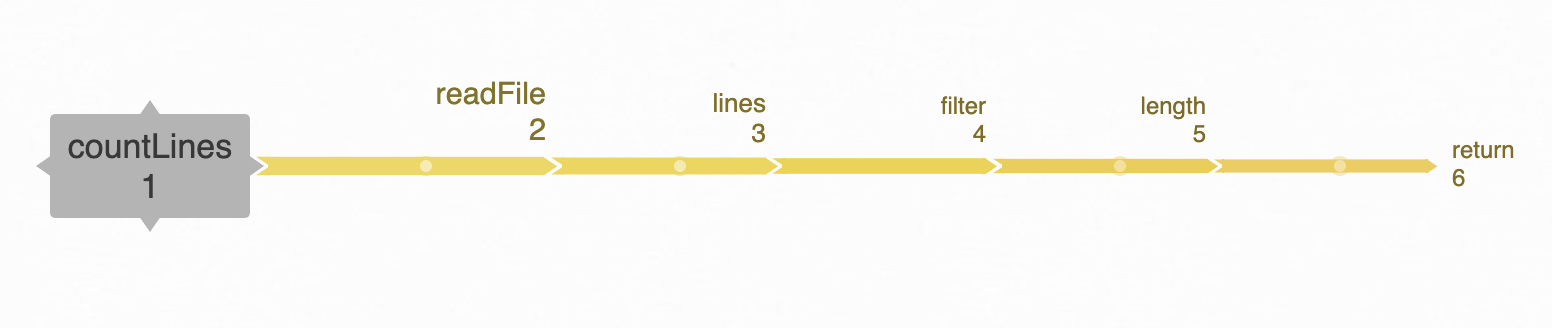 countLines
1
readFile
2
lines
3
filter
4
length
5
return
6